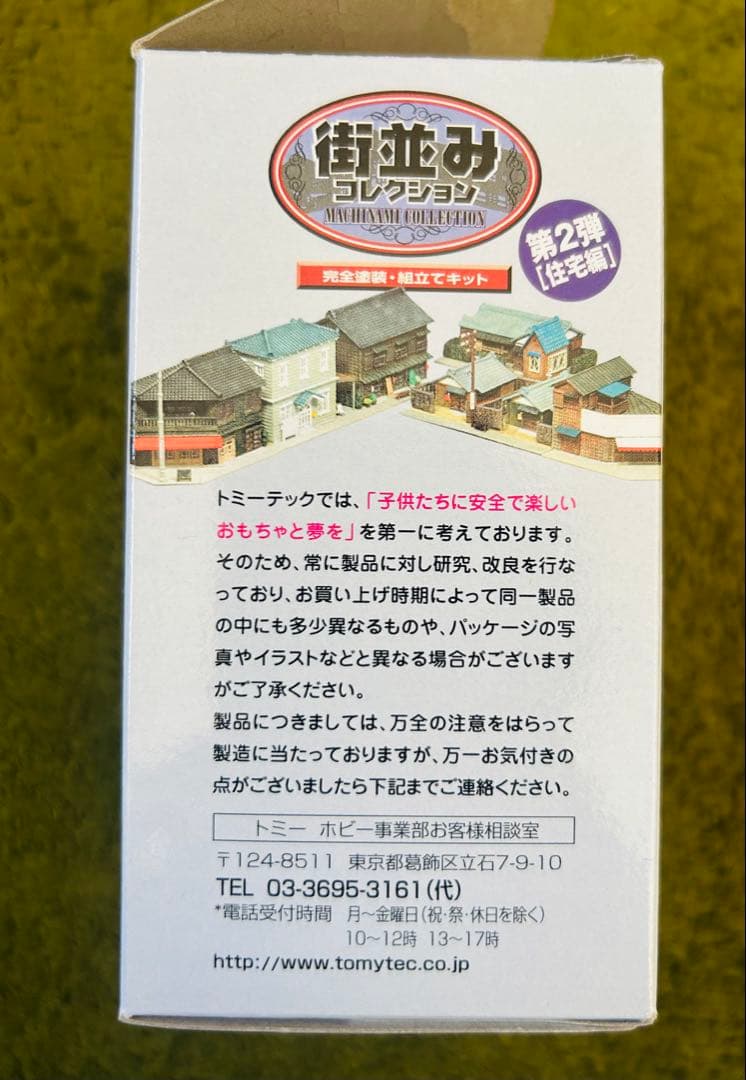 街並み
コレクション
MACHINAMI COLLECTION
第2弾
[住宅編]
完全塗装・組立てキット
トミーテックでは、「子供たちに安全で楽しい
おもちゃと夢を」を第一に考えております。
そのため、常に製品に対し研究、改良を行な
っており、お買い上げ時期によって同一製品
の中にも多少異なるものや、パッケージの写
真やイラストなどと異なる場合がございます
がご了承ください。
製品につきましては、万全の注意をはらって
製造に当たっておりますが、万一お気付きの
点がございましたら下記までご連絡ください。
トミー ホビー事業部お客様相談室
〒124-8511 東京都葛飾区立石7-9-10
TEL 03-3695-3161(代)
*電話受付時間 月～金曜日(祝・祭・休日を除く)
10～12時 13～17時
http://www.tomytec.co.jp